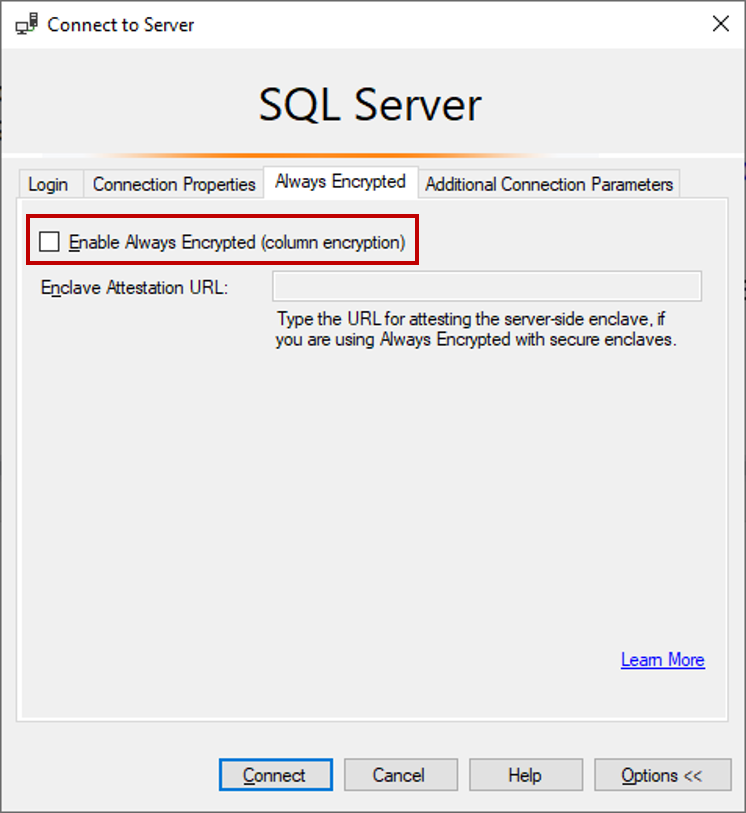 Connect to Server
SQL Server
Login
Connection Properties
Always Encrypted
Additional Connection Parameters
Enable Always Encrypted (column encryption)
Enclave Attestation URL:
Type the URL for attesting the server-side enclave, if
you are using Always Encrypted with secure enclaves.
Learn More
Connect
Cancel
Help
Options <<